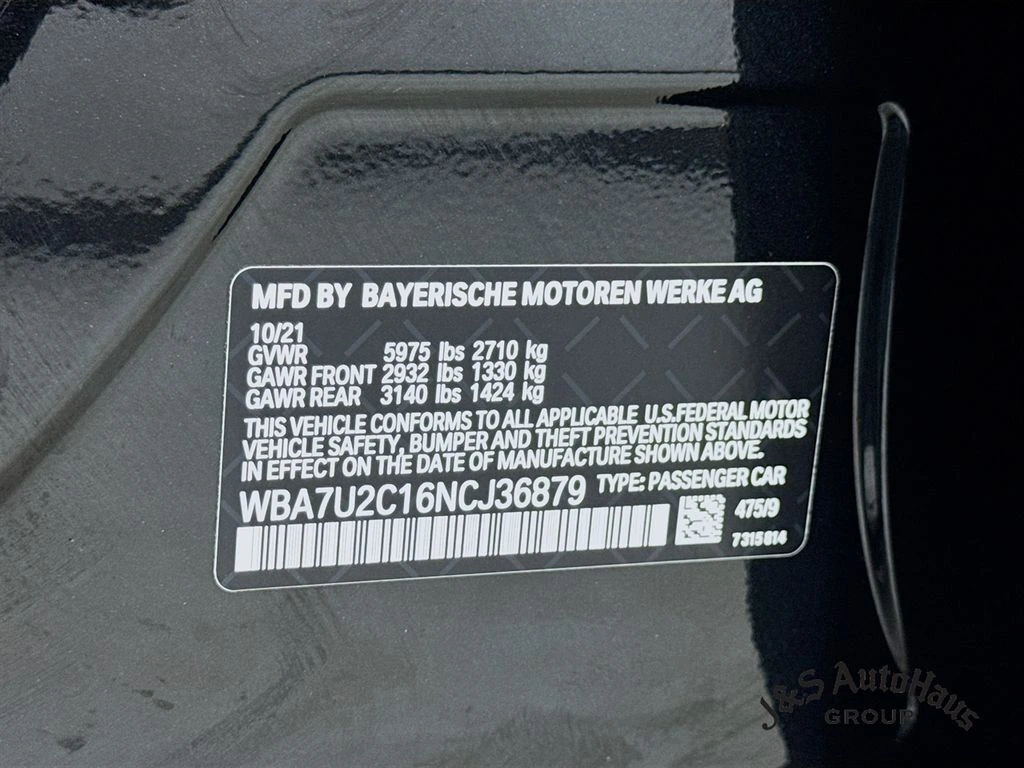 MFD BY BAYERISCHE MOTOREN WERKE AG
10/21
GVWR 5975 lbs 2710 kg
GAWR FRONT 2932 lbs 1330 kg
GAWR REAR 3140 lbs 1424 kg
THIS VEHICLE CONFORMS TO ALL APPLICABLE U.S.FEDERAL MOTOR
VEHICLE SAFETY, BUMPER AND THEFT PREVENTION STANDARDS
IN EFFECT ON THE DATE OF MANUFACTURE SHOWN ABOVE.
WBA7U2C16NCJ36879 TYPE: PASSENGER CAR
475/9
7315814
J&S AutoHaus
GROUP